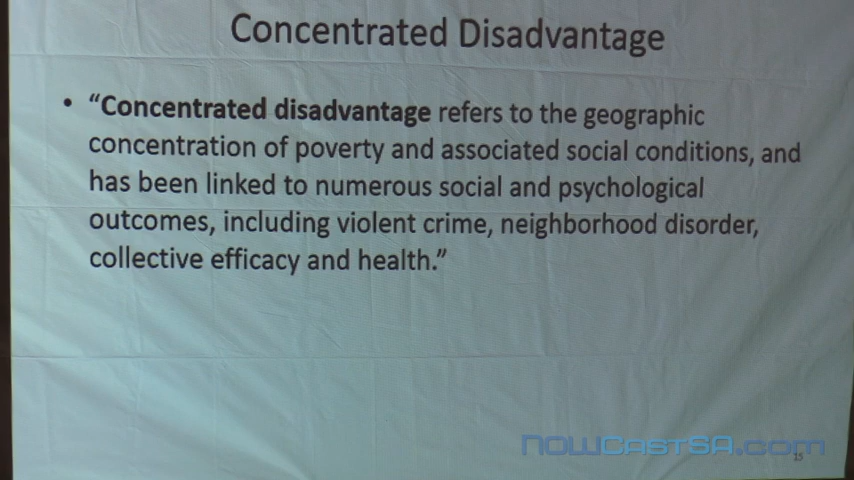 Concentrated Disadvantage
• “Concentrated disadvantage refers to the geographic
concentration of poverty and associated social conditions, and
has been linked to numerous social and psychological
outcomes, including violent crime, neighborhood disorder,
collective efficacy and health.”
NOWCastSA.com
15